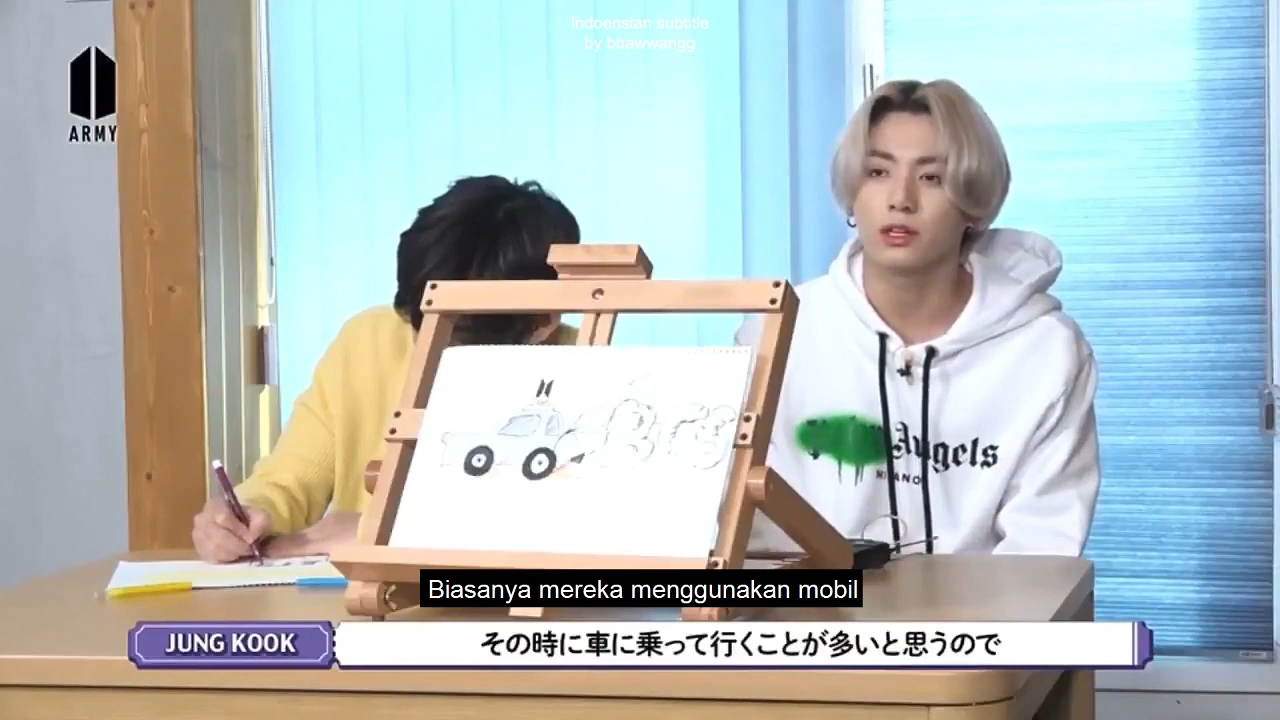 Indoensian subtitle
by bbawwangg
ARMY
BTS
Angels
Biasanya mereka menggunakan mobil
JUNG KOOK
その時に車に乗って行くことが多いと思うので